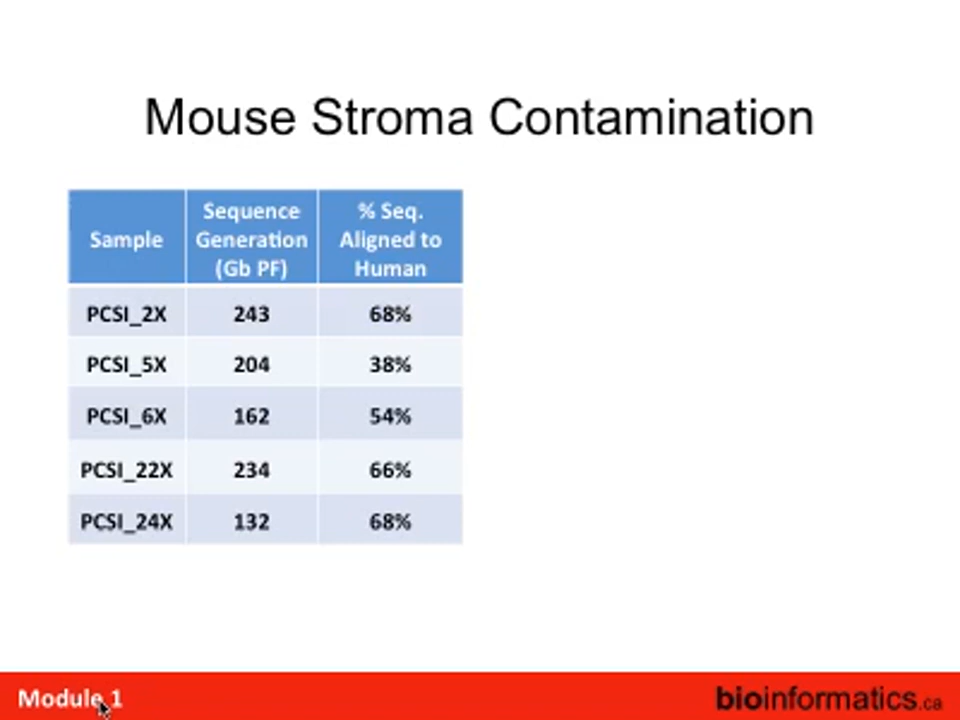 Mouse Stroma Contamination
Sample
Sequence
Generation
(Gb PF)
% Seq.
Aligned to
Human
PCSI_2X 243 68%
PCSI_5X 204 38%
PCSI_6X 162 54%
PCSI_22X 234 66%
PCSI_24X 132 68%
Module 1
bioinformatics.ca